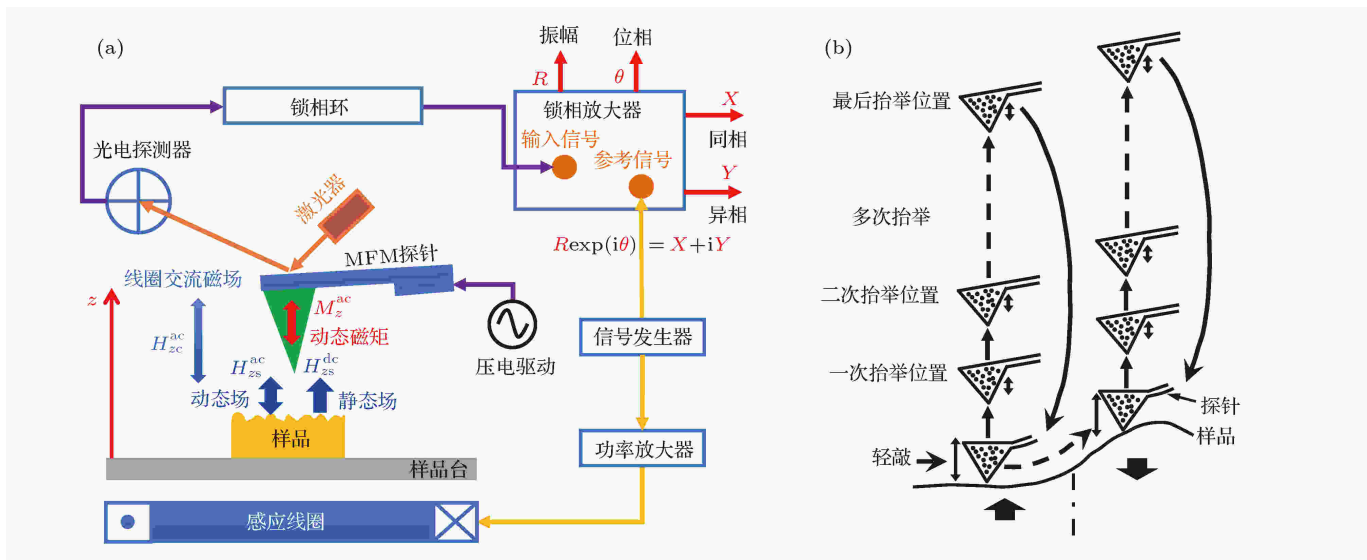 (a)
振幅
位相
R
θ
锁相环
锁相放大器
X
同相
输入信号
参考信号
Y
异相
光电探测器
激光器
Rexp(iθ) = X+iY
MFM探针
线圈交流磁场
z
M_z^ac
动态磁矩
H_zc^ac
H_zs^ac
H_zs^dc
动态场
静态场
压电驱动
信号发生器
样品
功率放大器
样品台
感应线圈
(b)
最后抬举位置
多次抬举
二次抬举位置
一次抬举位置
探针
样品
轻敲